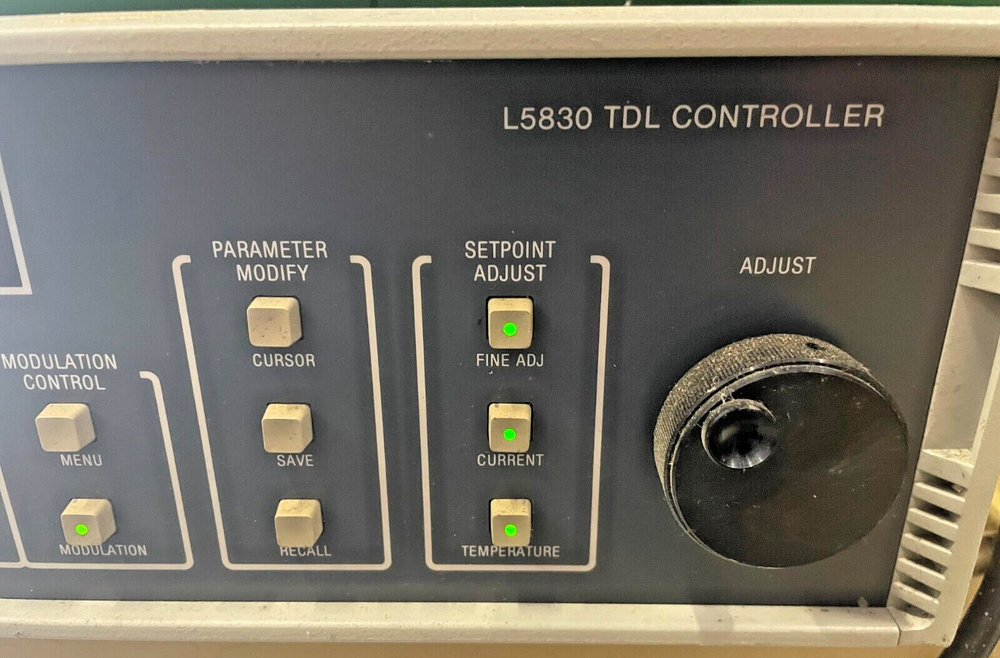 L5830 TDL CONTROLLER
PARAMETER
MODIFY
CURSOR
SAVE
RECALL
SETPOINT
ADJUST
FINE ADJ
CURRENT
TEMPERATURE
ADJUST
MODULATION
CONTROL
MENU
MODULATION